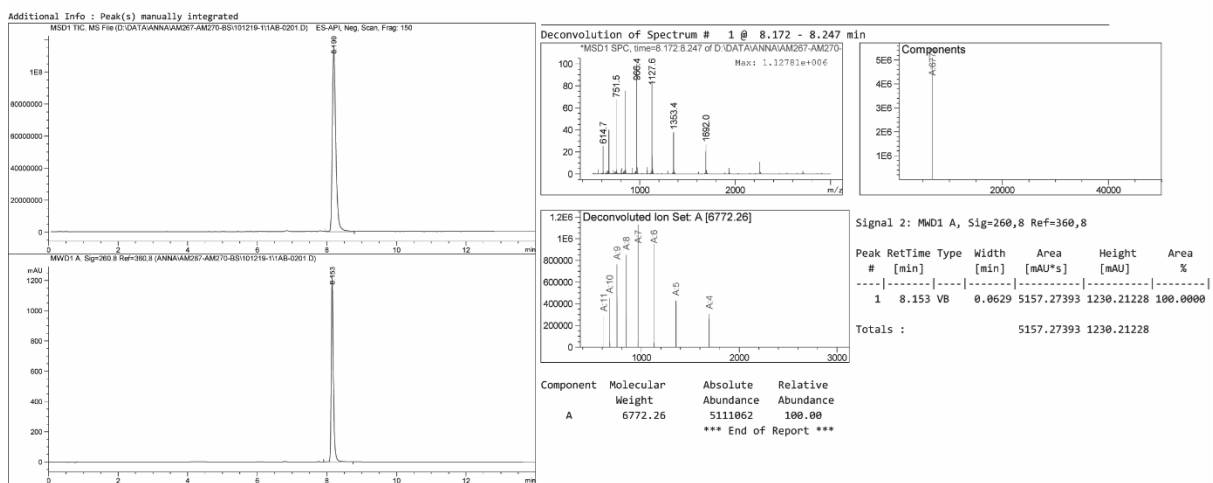 Additional Info : Peak(s) manually integrated
MSD1 TIC, MS File (D:\DATA\ANNA\AM267-AM270-BS\101219-1\1AB-0201.D) ES-API, Neg, Scan, Frag: 150
8.190
1E8
80000000
60000000
40000000
20000000
0
0 2 4 6 8 10 12 min
MWD1 A, Sig=260,8 Ref=360,8 (ANNA\AM267-AM270-BS\101219-1\1AB-0201.D)
mAU
8.153
1200
1000
800
600
400
200
0
0 2 4 6 8 10 12 min
Deconvolution of Spectrum # 1 @ 8.172 - 8.247 min
*MSD1 SPC, time=8.172:8.247 of D:\DATA\ANNA\AM267-AM270-
Max: 1.12781e+006
100
80
60
40
20
0
614.7
751.5
966.4
1127.6
1353.4
1692.0
1000 2000 m/z
Components
A:677
5E6
4E6
3E6
2E6
1E6
20000 40000
Deconvoluted Ion Set: A [6772.26]
1.2E6
1E6
800000
600000
400000
200000
0
A:11
A:10
A:9
A:8
A:7
A:6
A:5
A:4
1000 2000 3000
Component Molecular Absolute Relative
Weight Abundance Abundance
A 6772.26 5111062 100.00
*** End of Report ***
Signal 2: MWD1 A, Sig=260,8 Ref=360,8
Peak RetTime Type Width Area Height Area
# [min] [min] [mAU*s] [mAU] %
----|-------|----|-------|----------|----------|--------|
1 8.153 VB 0.0629 5157.27393 1230.21228 100.0000
Totals : 5157.27393 1230.21228